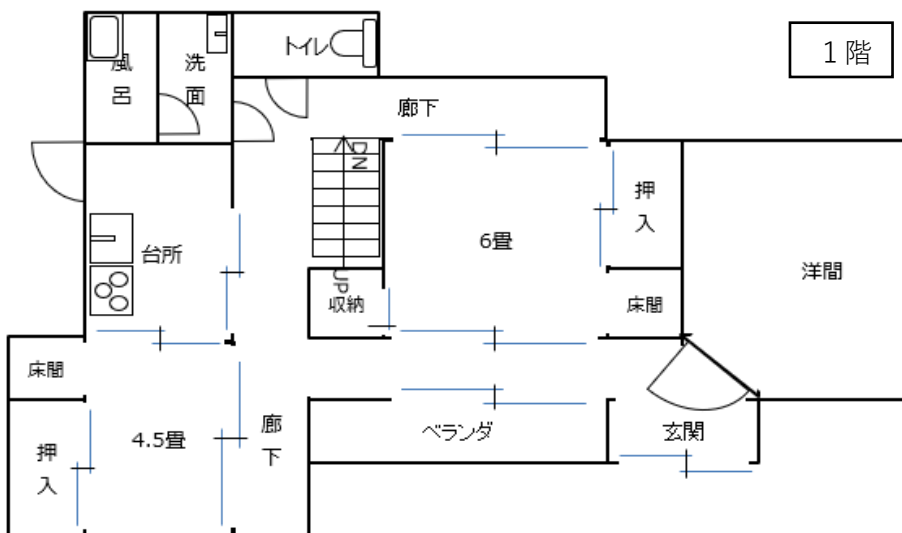 1階
トイレ
風呂
洗面
廊下
DN
押入
台所
6畳
洋間
UP
収納
床間
床間
廊下
4.5畳
ベランダ
玄関
押入